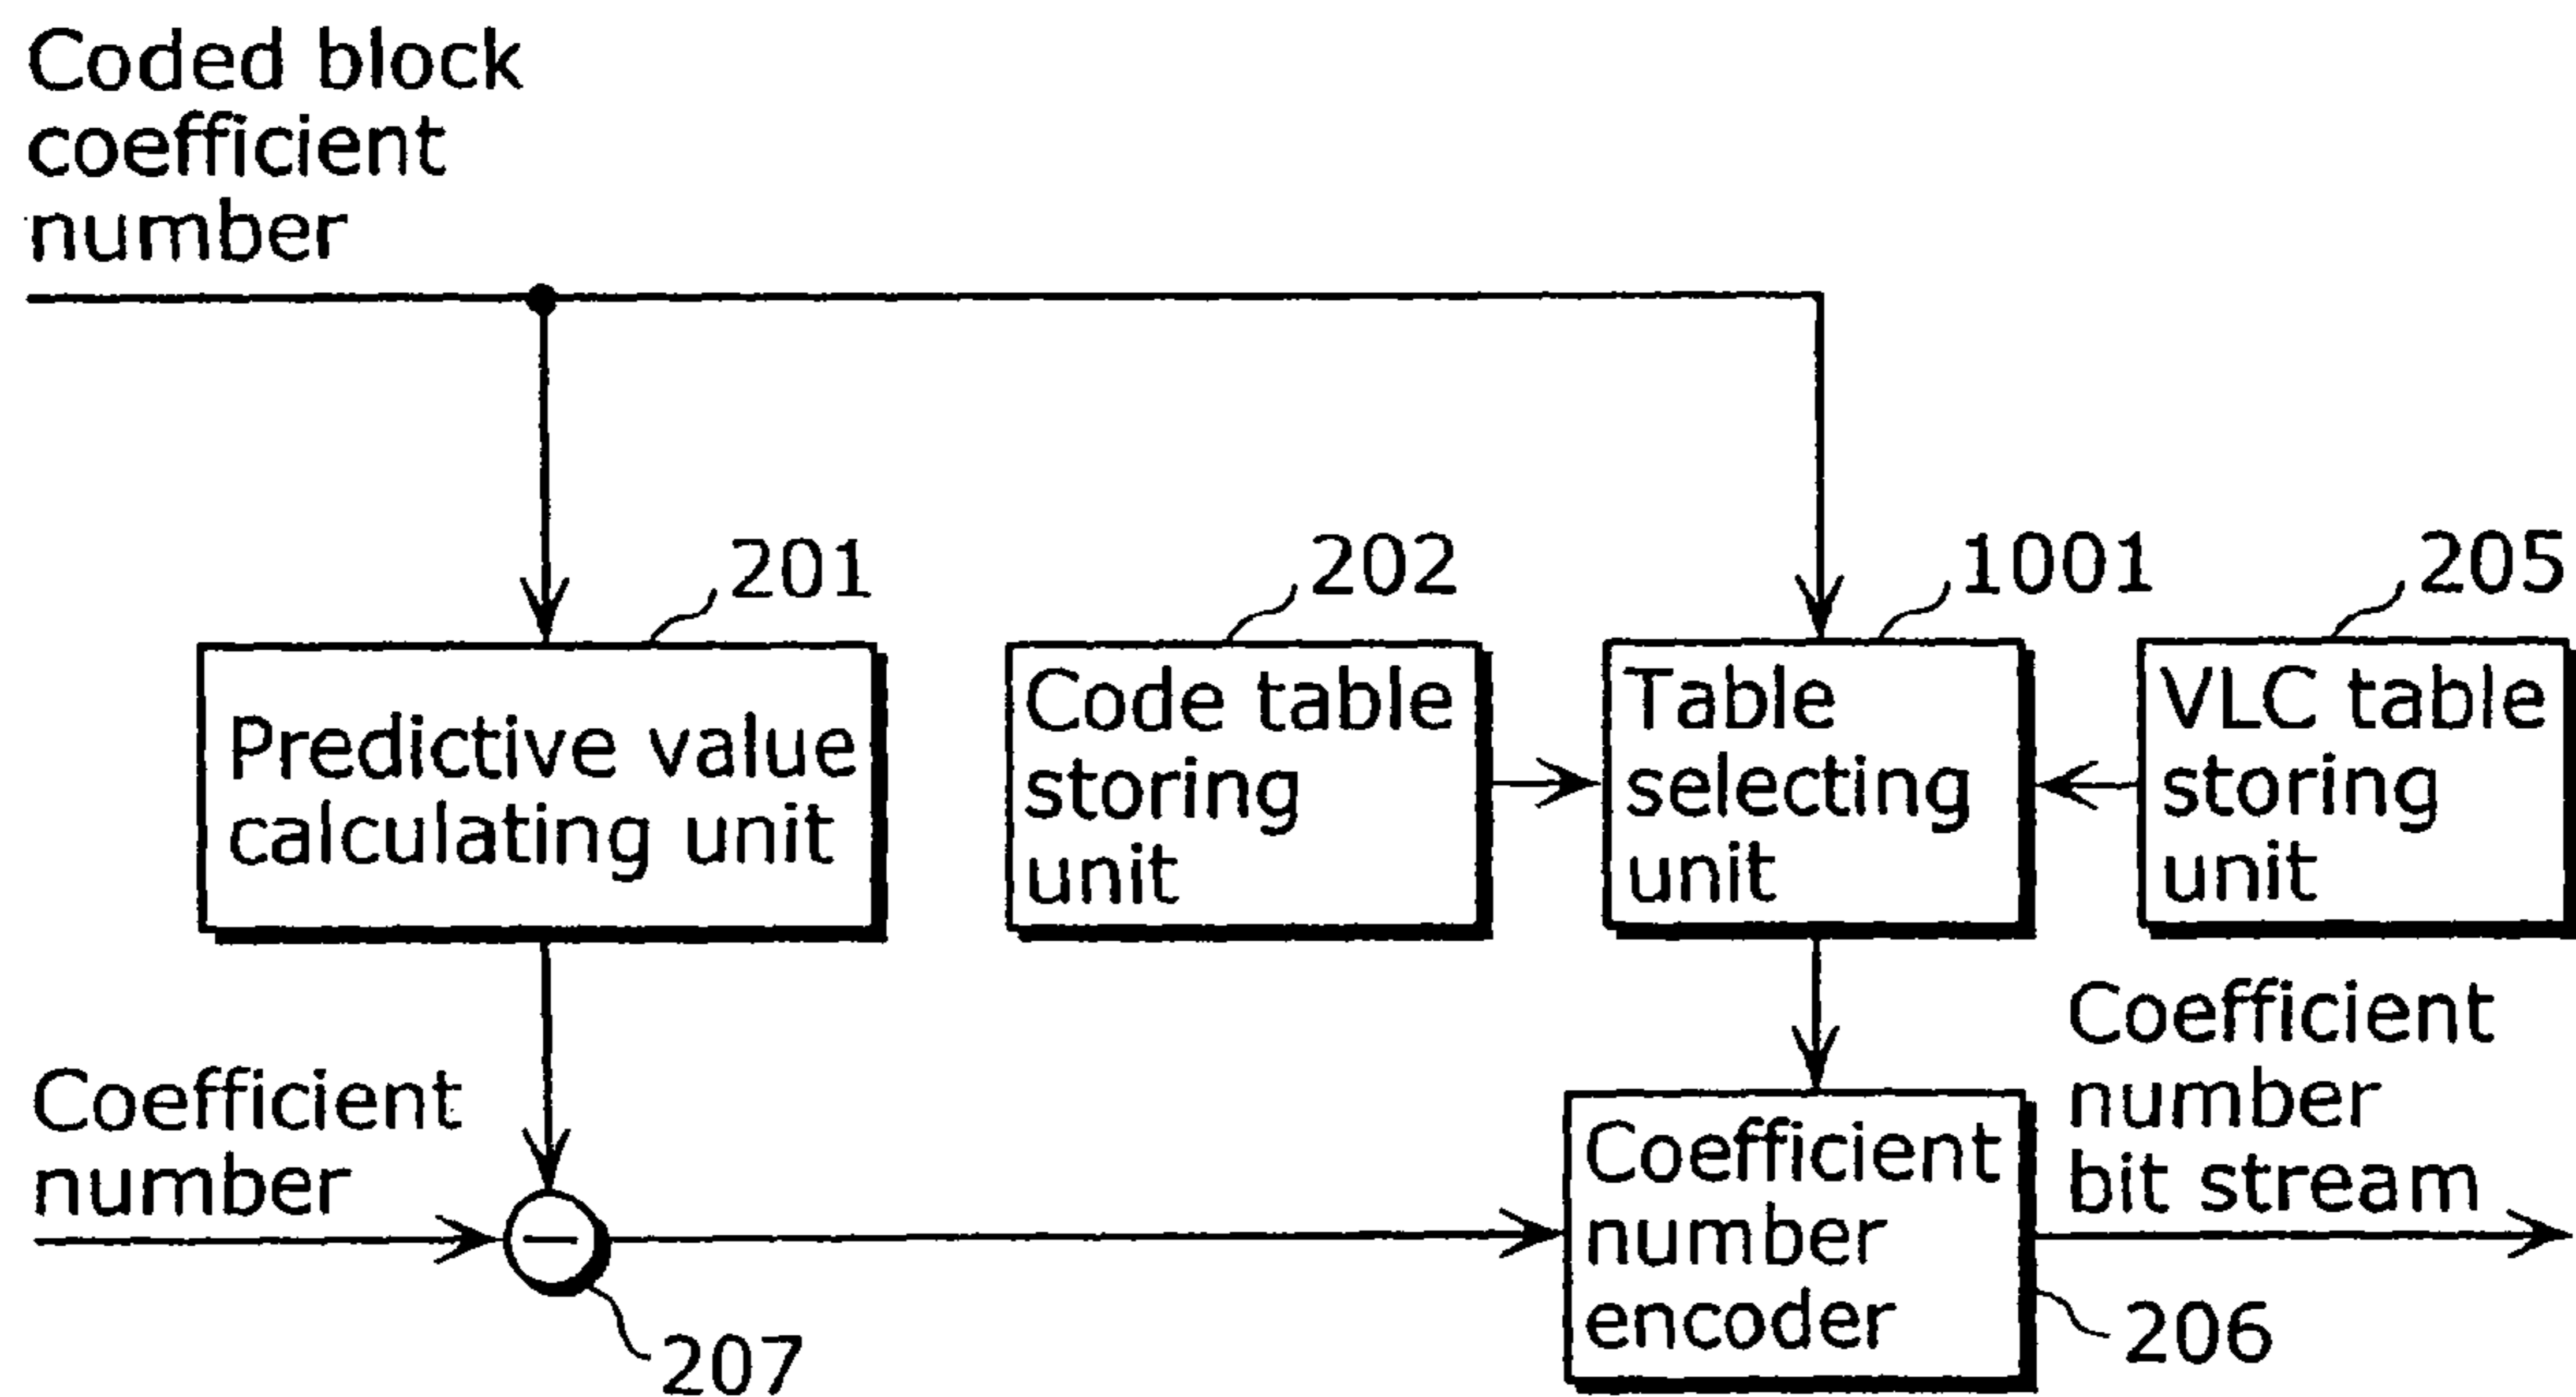 Coded block
coefficient
number
201
202
1001
205
Predictive value
calculating unit
Code table
storing
unit
Table
selecting
unit
VLC table
storing
unit
Coefficient
number
207
Coefficient
number
encoder
206
Coefficient
number
bit stream